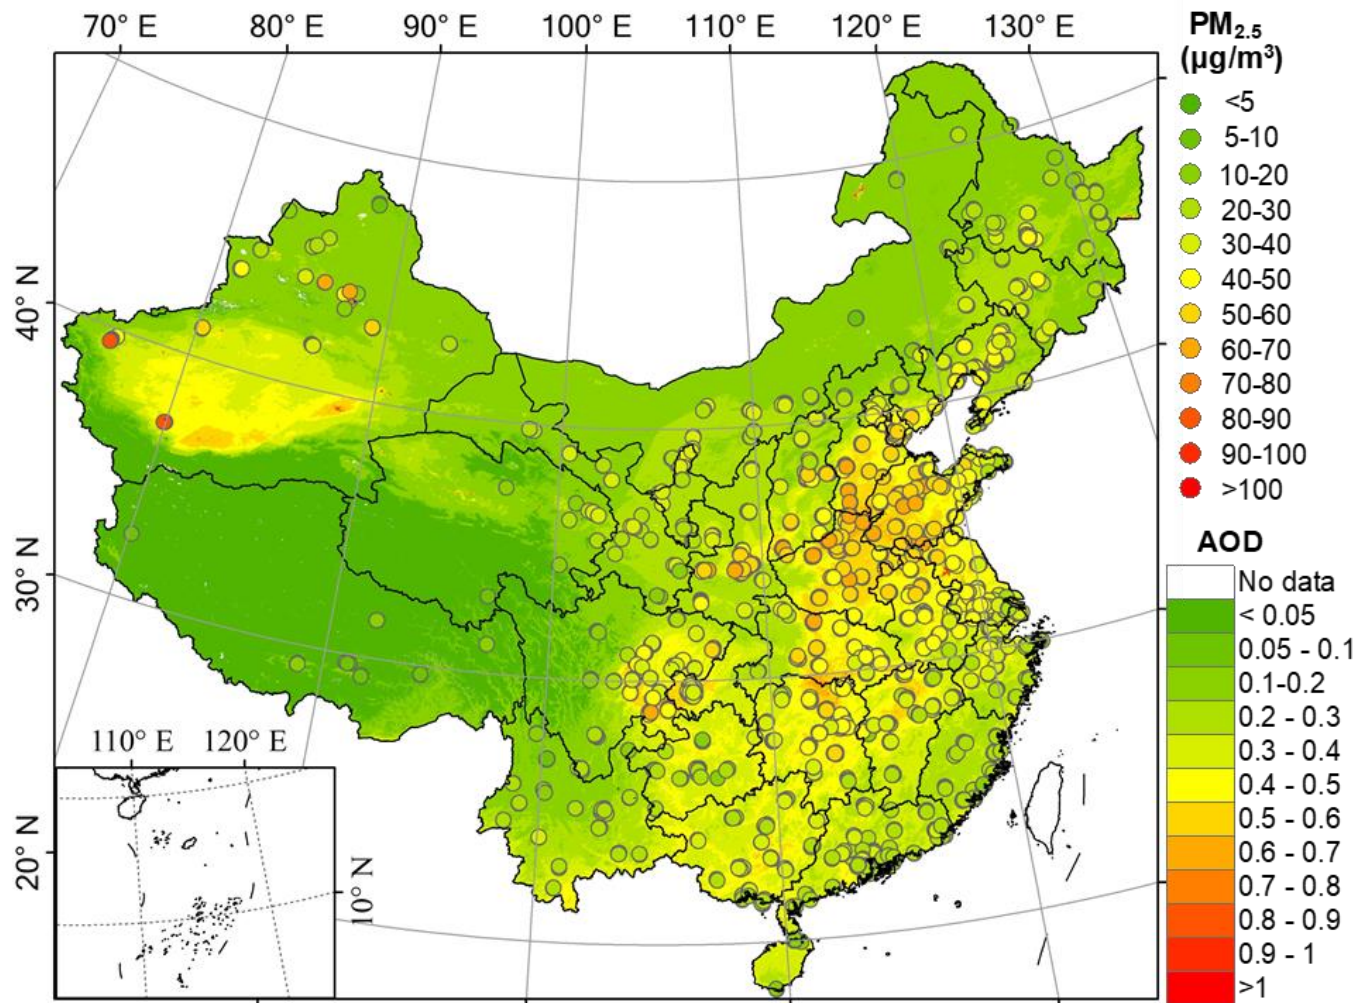 70° E 80° E 90° E 100° E 110° E 120° E 130° E
PM2.5
(µg/m³)
<5
5-10
10-20
20-30
30-40
40-50
50-60
60-70
70-80
80-90
90-100
>100
AOD
No data
< 0.05
0.05 - 0.1
0.1-0.2
0.2 - 0.3
0.3 - 0.4
0.4 - 0.5
0.5 - 0.6
0.6 - 0.7
0.7 - 0.8
0.8 - 0.9
0.9 - 1
>1
40° N
30° N
20° N
110° E 120° E
10° N